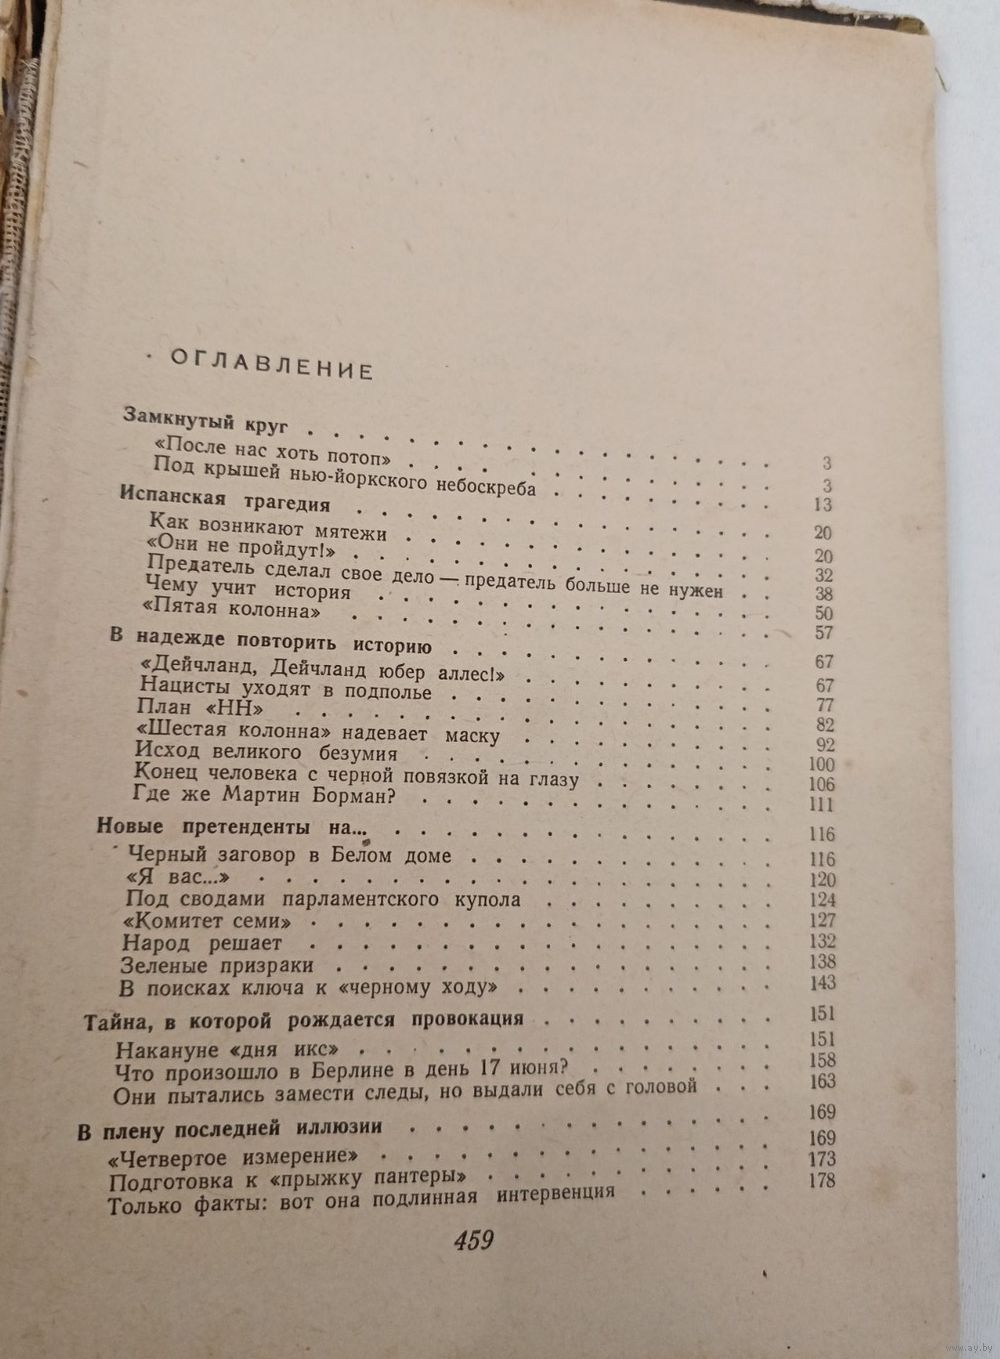 ОГЛАВЛЕНИЕ
Замкнутый круг . . . . . . . . . . . . . . . . 3
«После нас хоть потоп» . . . . . . . . . . . . . 3
Под крышей нью-йоркского небоскреба . . . . . . . . 13
Испанская трагедия . . . . . . . . . . . . . . . 20
Как возникают мятежи . . . . . . . . . . . . . . 20
«Они не пройдут!» . . . . . . . . . . . . . . . 32
Предатель сделал свое дело — предатель больше не нужен . . 38
Чему учит история . . . . . . . . . . . . . . . 50
«Пятая колонна» . . . . . . . . . . . . . . . . 57
В надежде повторить историю . . . . . . . . . . . . 67
«Дейчланд, Дейчланд юбер аллес!» . . . . . . . . . . 67
Нацисты уходят в подполье . . . . . . . . . . . . 77
План «НН» . . . . . . . . . . . . . . . . . . 82
«Шестая колонна» надевает маску . . . . . . . . . . 92
Исход великого безумия . . . . . . . . . . . . . 100
Конец человека с черной повязкой на глазу . . . . . . . 106
Где же Мартин Борман? . . . . . . . . . . . . . . 111
Новые претенденты на... . . . . . . . . . . . . . . 116
Черный заговор в Белом доме . . . . . . . . . . . . 116
«Я вас...» . . . . . . . . . . . . . . . . . . . 120
Под сводами парламентского купола . . . . . . . . . 124
«Комитет семи» . . . . . . . . . . . . . . . . . 127
Народ решает . . . . . . . . . . . . . . . . . 132
Зеленые призраки . . . . . . . . . . . . . . . . 138
В поисках ключа к «черному ходу» . . . . . . . . . . 143
Тайна, в которой рождается провокация . . . . . . . . . 151
Накануне «дня икс» . . . . . . . . . . . . . . . 151
Что произошло в Берлине в день 17 июня? . . . . . . . 158
Они пытались замести следы, но выдали себя с головой . . . 163
В плену последней иллюзии . . . . . . . . . . . . . 169
«Четвертое измерение» . . . . . . . . . . . . . . 169
Подготовка к «прыжку пантеры» . . . . . . . . . . . 173
Только факты: вот она подлинная интервенция . . . . . . 178
459
www.ay.by